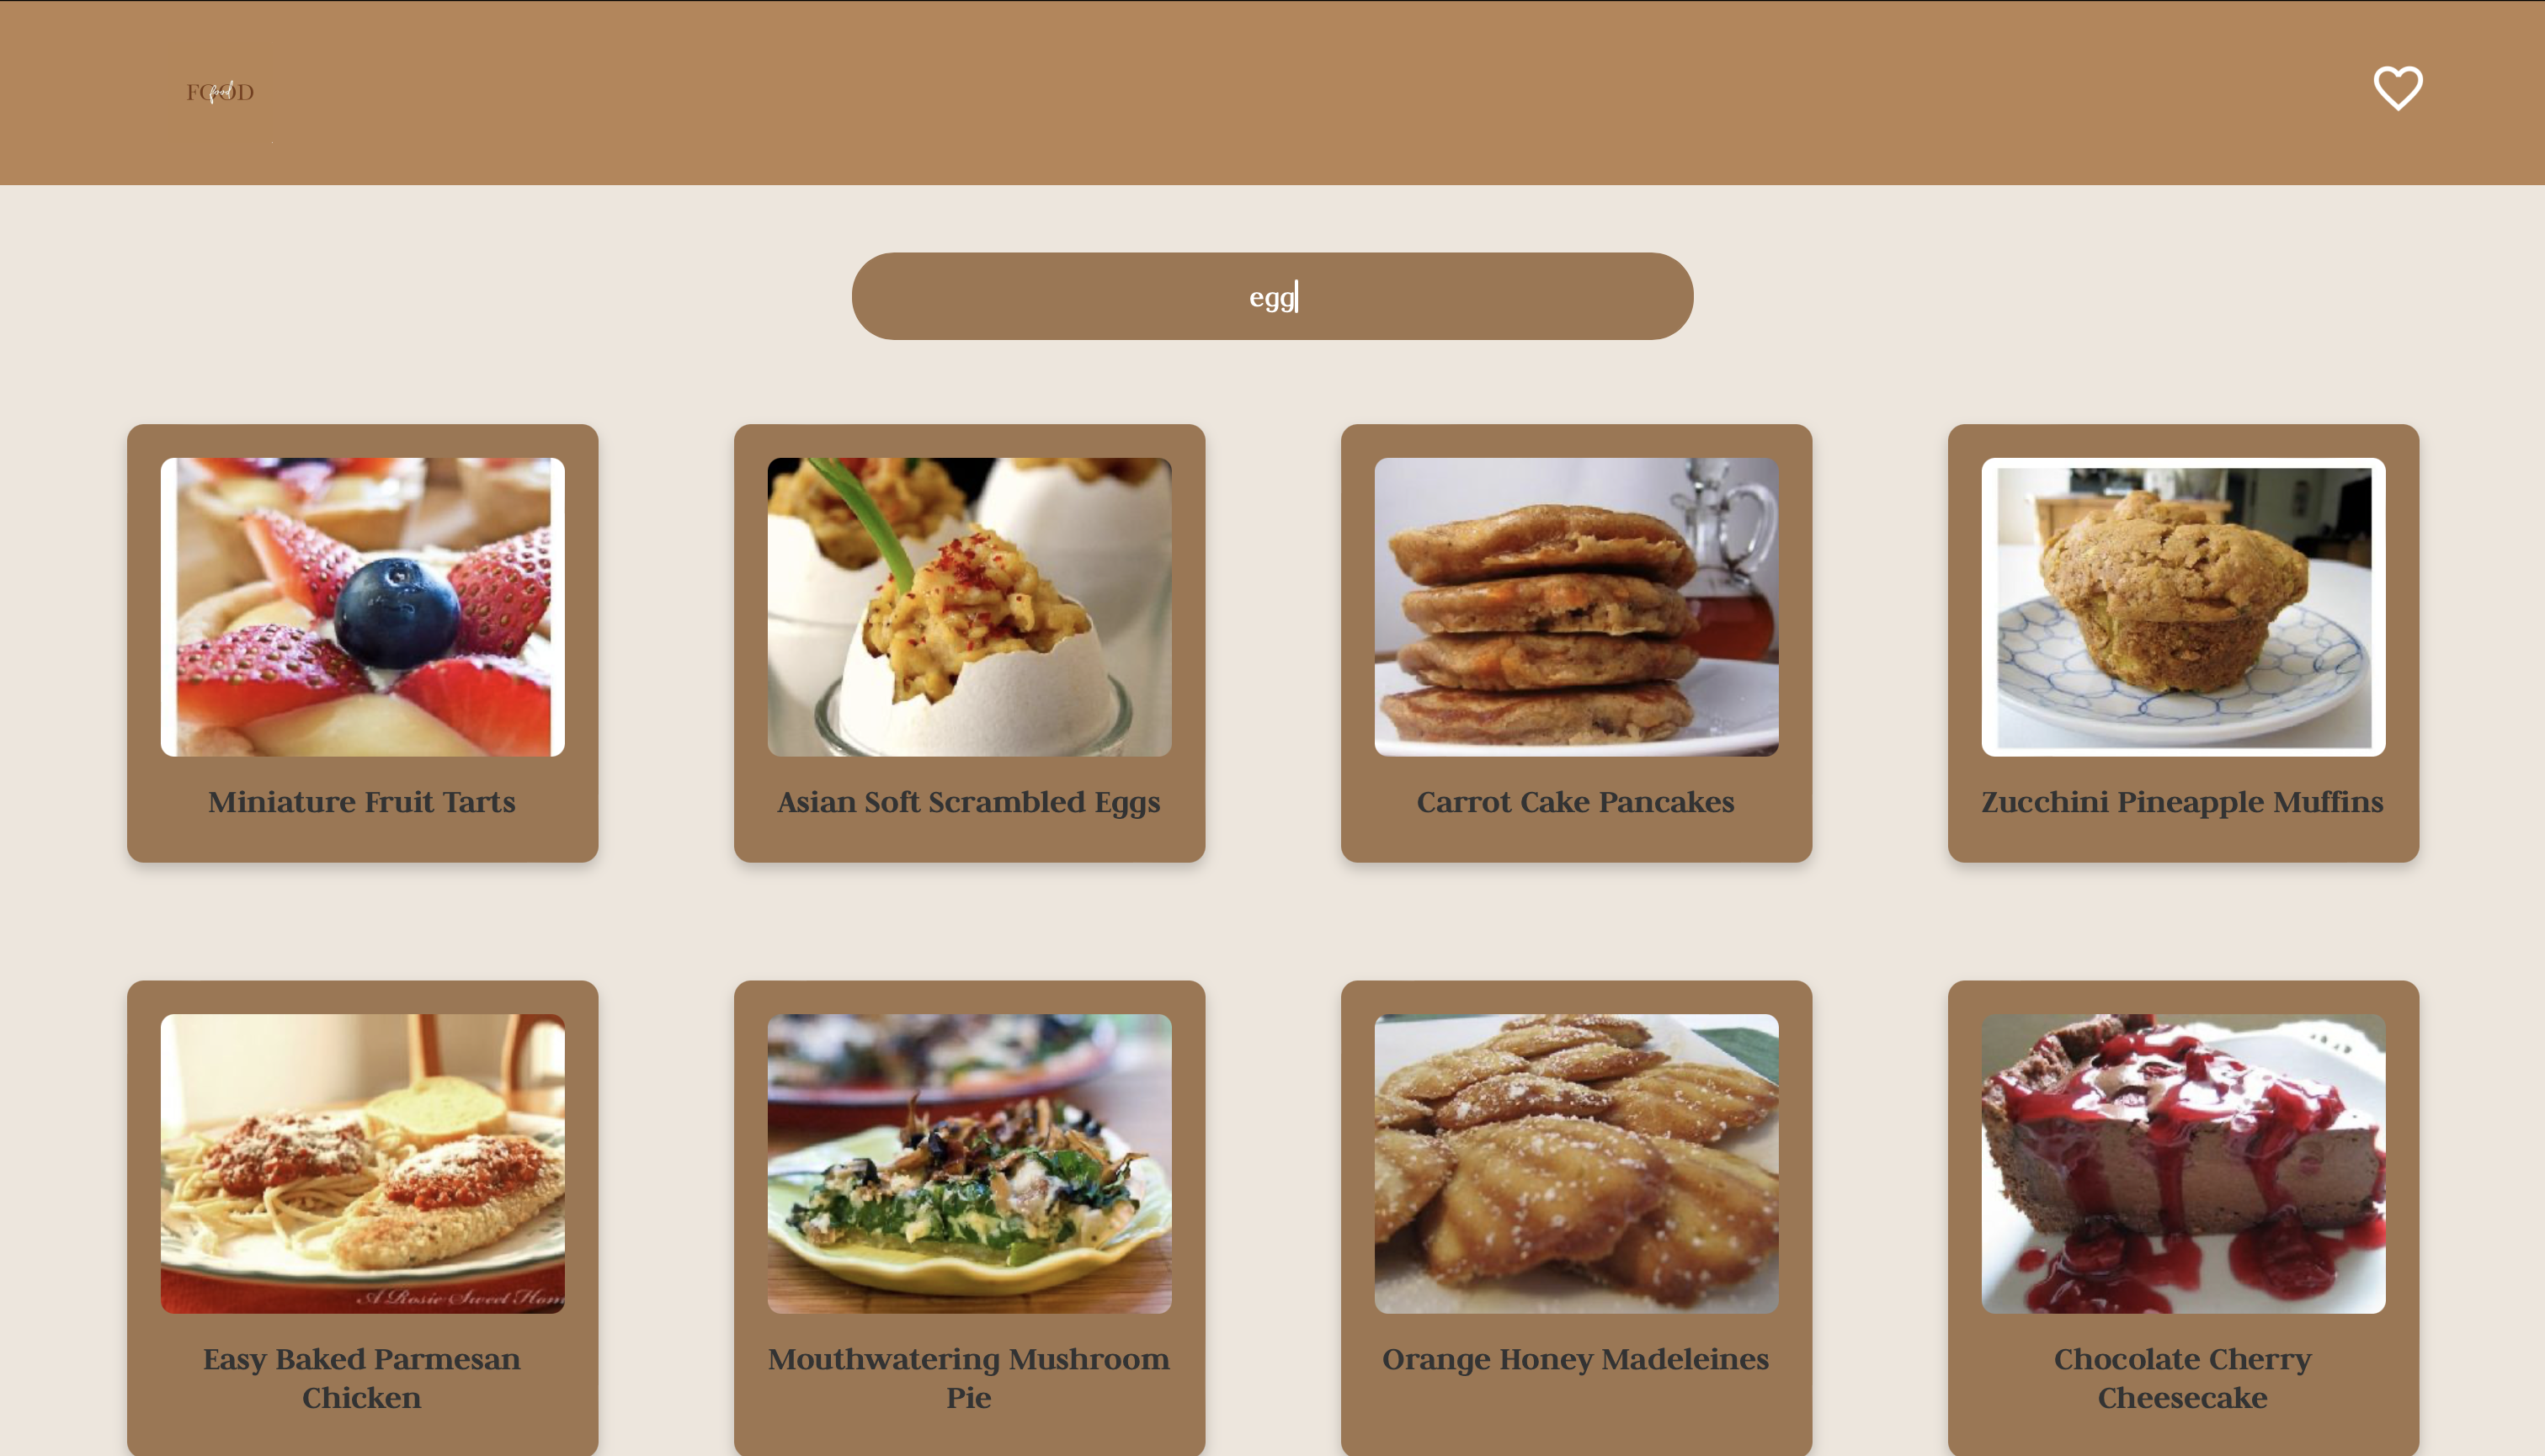 FOOD
food
egg
Miniature Fruit Tarts
Asian Soft Scrambled Eggs
Carrot Cake Pancakes
Zucchini Pineapple Muffins
A Rosie Sweet Hom
Easy Baked Parmesan
Chicken
Mouthwatering Mushroom
Pie
Orange Honey Madeleines
Chocolate Cherry
Cheesecake